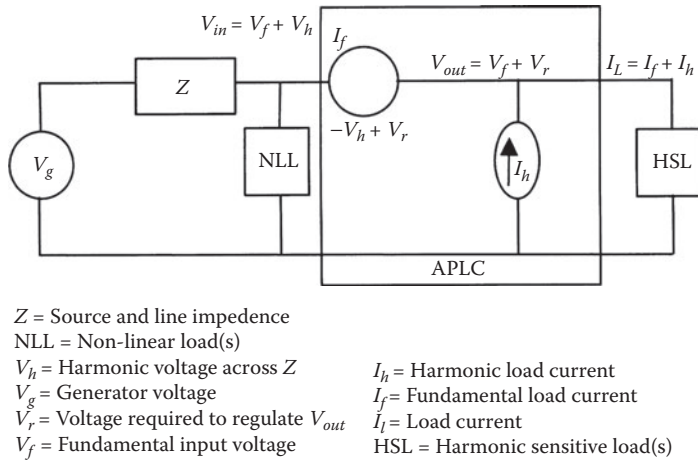 V_in = V_f + V_h
I_f
V_out = V_f + V_r
I_L = I_f + I_h
Z
−V_h + V_r
V_g
NLL
I_h
HSL
APLC
Z = Source and line impedence
NLL = Non-linear load(s)
V_h = Harmonic voltage across Z
V_g = Generator voltage
V_r = Voltage required to regulate V_out
V_f = Fundamental input voltage
I_h = Harmonic load current
I_f = Fundamental load current
I_l = Load current
HSL = Harmonic sensitive load(s)